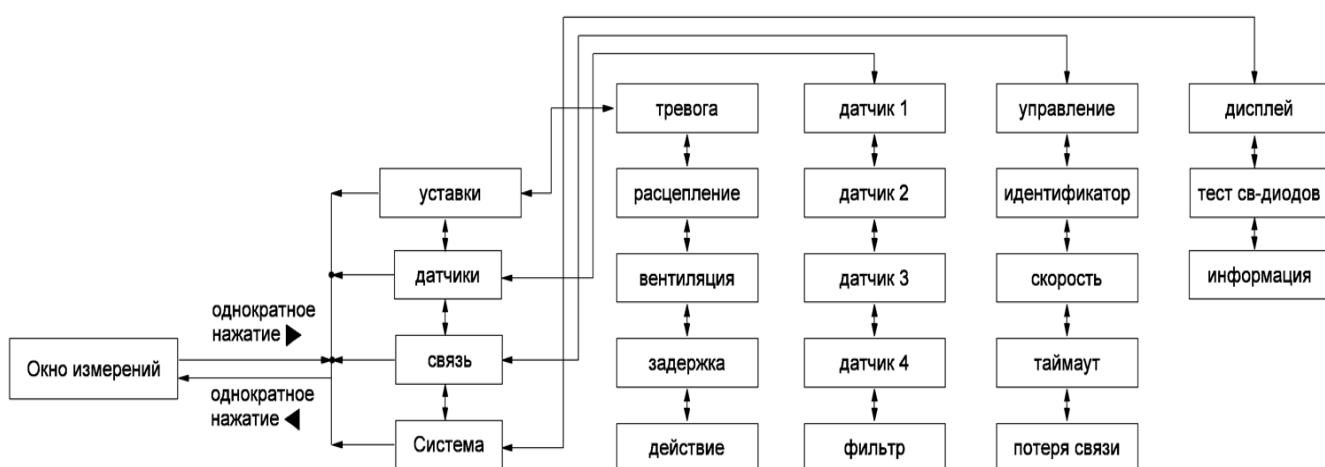 тревога
датчик 1
управление
дисплей
уставки
расцепление
датчик 2
идентификатор
тест св-диодов
датчики
вентиляция
датчик 3
скорость
информация
однократное
нажатие
Окно измерений
связь
задержка
датчик 4
таймаут
однократное
нажатие
Система
действие
фильтр
потеря связи